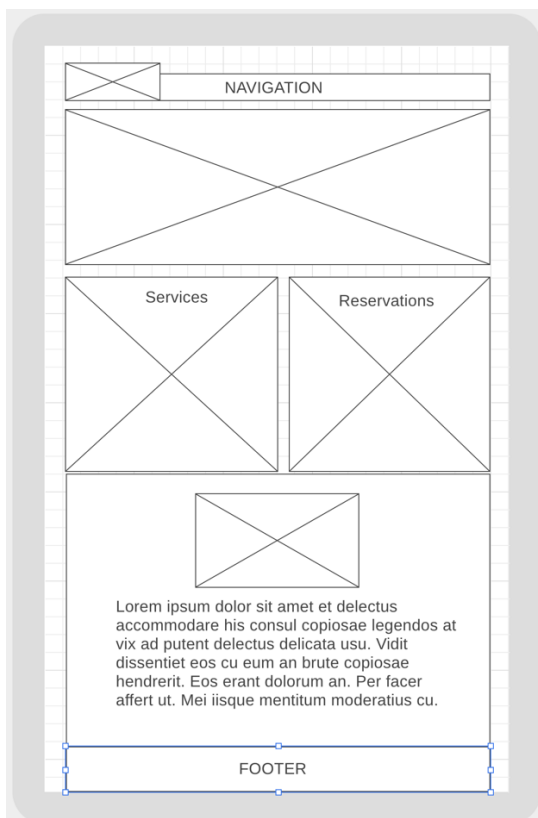 NAVIGATION
Services
Reservations
Lorem ipsum dolor sit amet et delectus
accommodare his consul copiosae legendos at
vix ad putent delectus delicata usu. Vidit
dissentiet eos cu eum an brute copiosae
hendrerit. Eos erant dolorum an. Per facer
affert ut. Mei iisque mentitum moderatius cu.
FOOTER